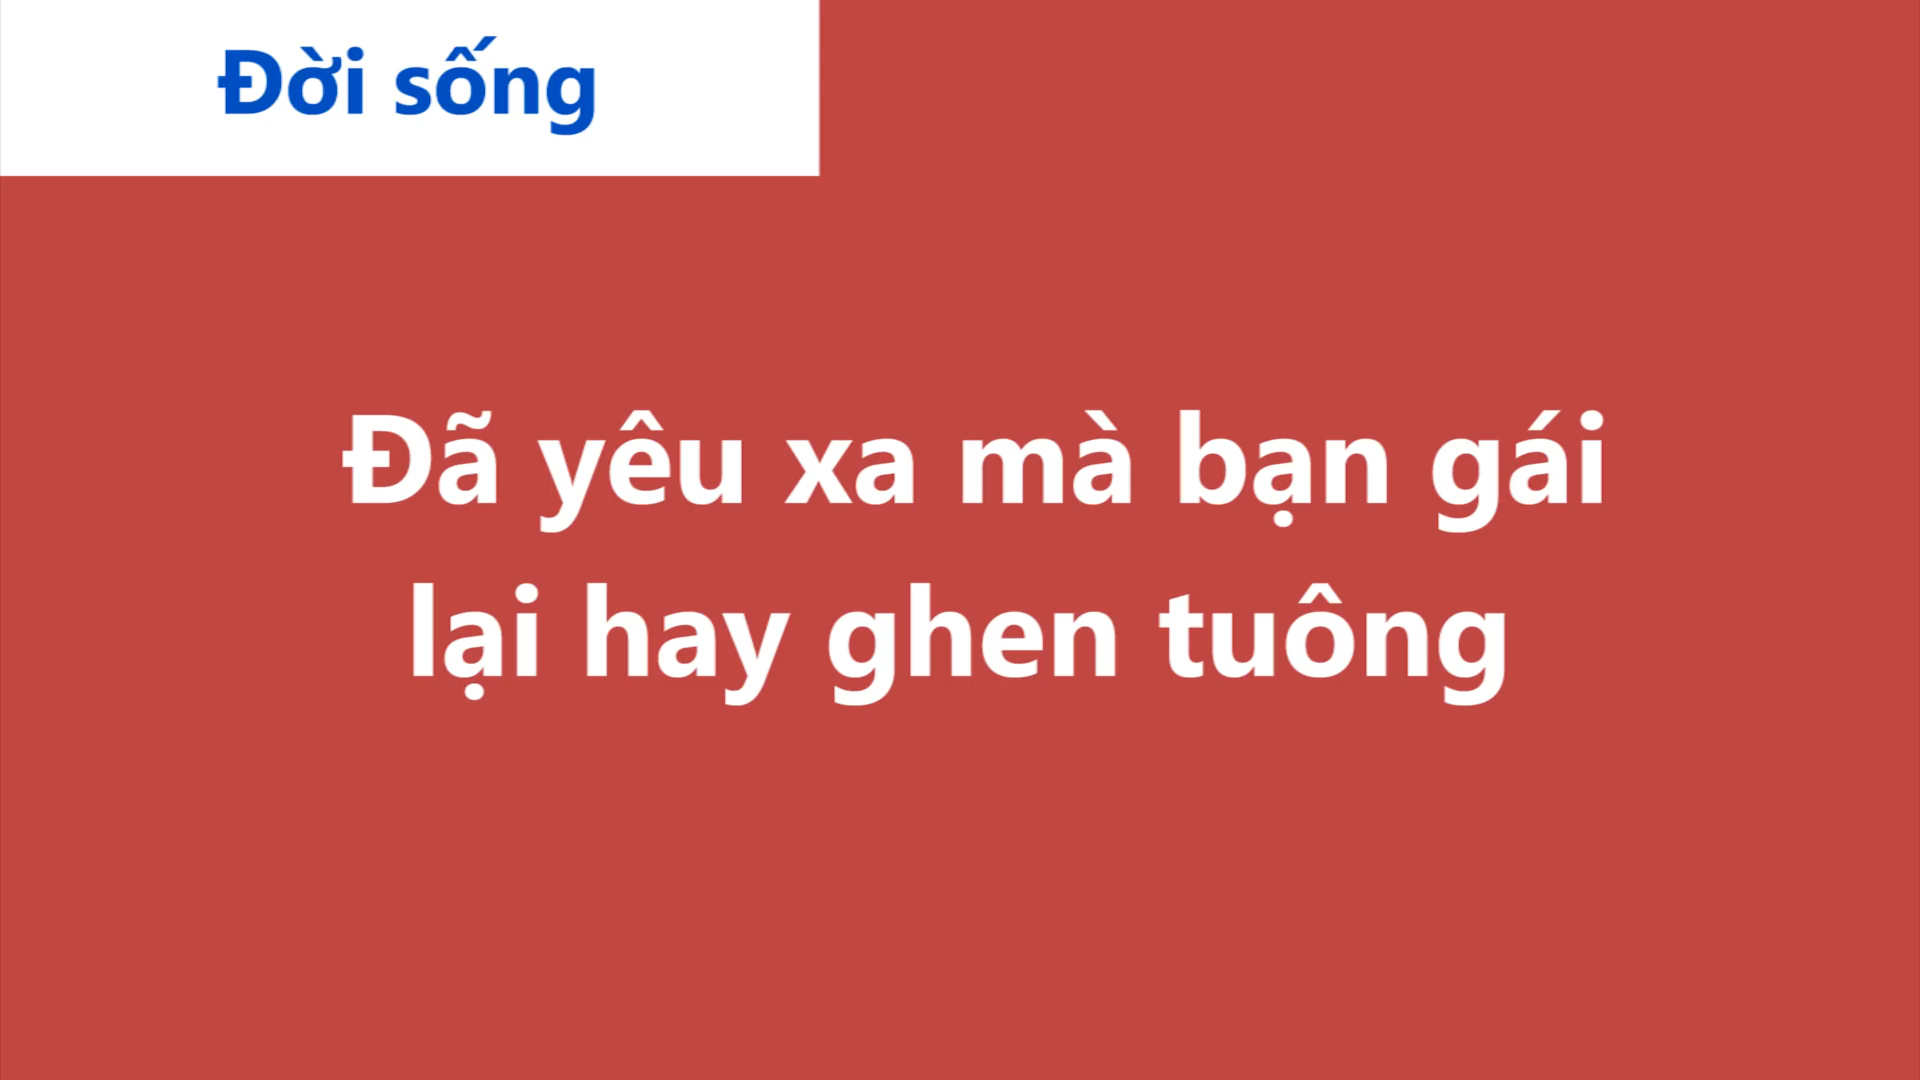 Đời sống
Đã yêu xa mà bạn gái
lại hay ghen tuông